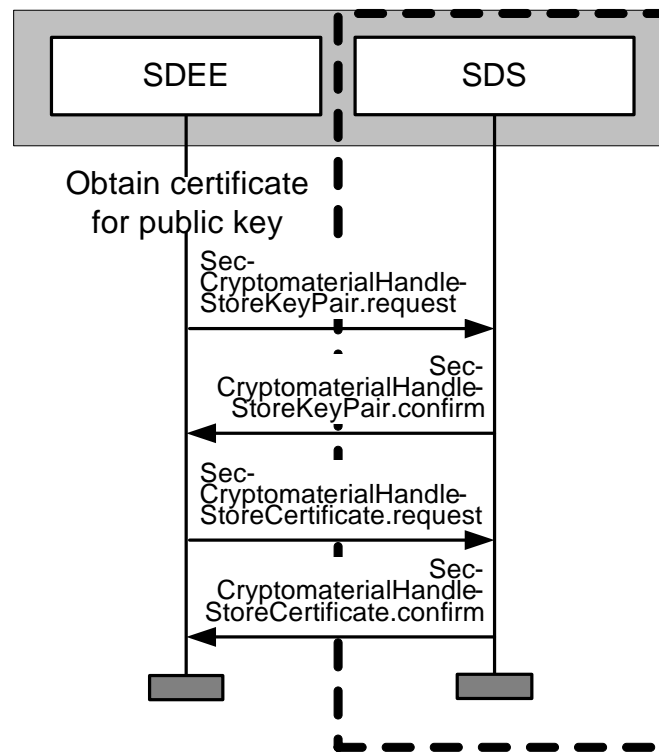 SDEE
SDS
Obtain certificate
for public key
Sec-
CryptomaterialHandle-
StoreKeyPair.request
Sec-
CryptomaterialHandle-
StoreKeyPair.confirm
Sec-
CryptomaterialHandle-
StoreCertificate.request
Sec-
CryptomaterialHandle-
StoreCertificate.confirm